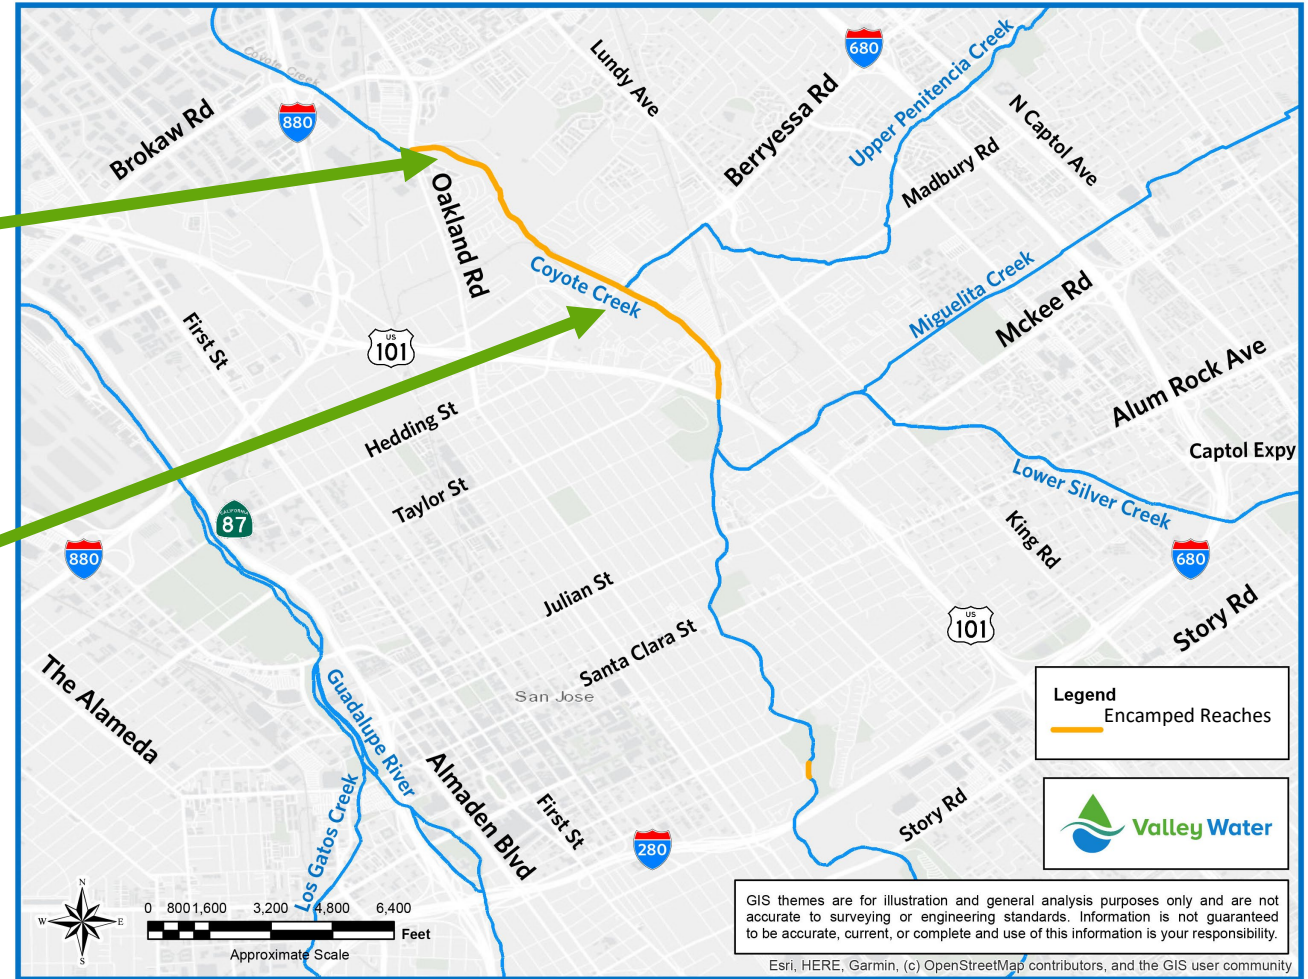 Lundy Ave
680
Upper Penitencia Creek
Coyote Creek
Berryessa Rd
N Captol Ave
Brokaw Rd
880
Madbury Rd
Oakland Rd
Coyote Creek
Miguelita Creek
Mckee Rd
First St
US
101
Alum Rock Ave
Hedding St
Captol Expy
Taylor St
Lower Silver Creek
CALIFORNIA
87
King Rd
880
680
Julian St
US
101
Story Rd
Santa Clara St
The Alameda
San Jose
Guadalupe River
Legend
Encamped Reaches
Almaden Blvd
Los Gatos Creek
First St
Story Rd
280
Valley Water
N
W
E
S
0 800 1,600 3,200 4,800 6,400
Feet
Approximate Scale
GIS themes are for illustration and general analysis purposes only and are not
accurate to surveying or engineering standards. Information is not guaranteed
to be accurate, current, or complete and use of this information is your responsibility.
Esri, HERE, Garmin, (c) OpenStreetMap contributors, and the GIS user community